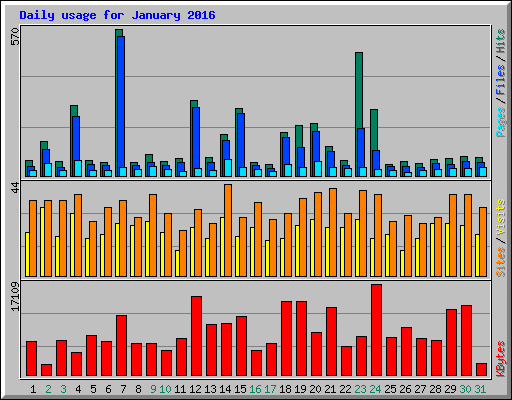 Daily usage for January 2016
570
Pages / Files / Hits
44
Sites / Visits
17109
KBytes
1 2 3 4 5 6 7 8 9 10 11 12 13 14 15 16 17 18 19 20 21 22 23 24 25 26 27 28 29 30 31